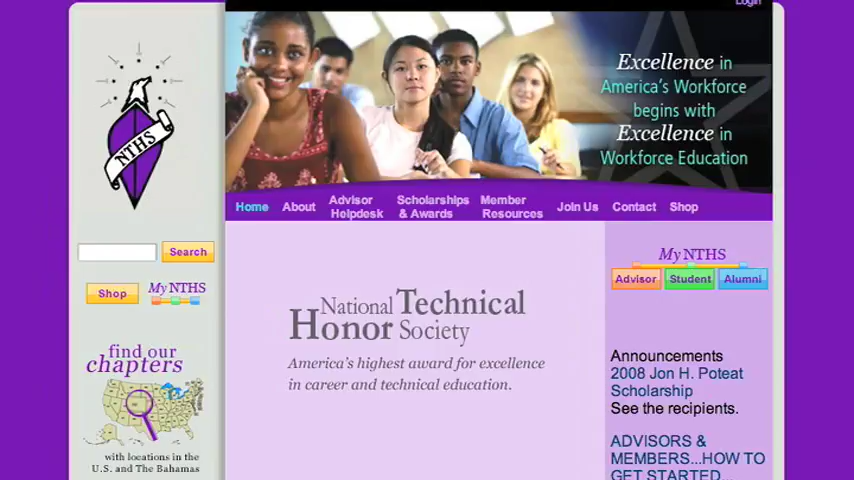 Login
Excellence in
America's Workforce
begins with
Excellence in
Workforce Education
NTHS
Home
About
Advisor
Helpdesk
Scholarships
& Awards
Member
Resources
Join Us
Contact
Shop
Search
Shop
My NTHS
find our
chapters
with locations in the
U.S. and The Bahamas
National Technical
Honor Society
America's highest award for excellence
in career and technical education.
My NTHS
Advisor
Student
Alumni
Announcements
2008 Jon H. Poteat
Scholarship
See the recipients.
ADVISORS &
MEMBERS...HOW TO
GET STARTED...